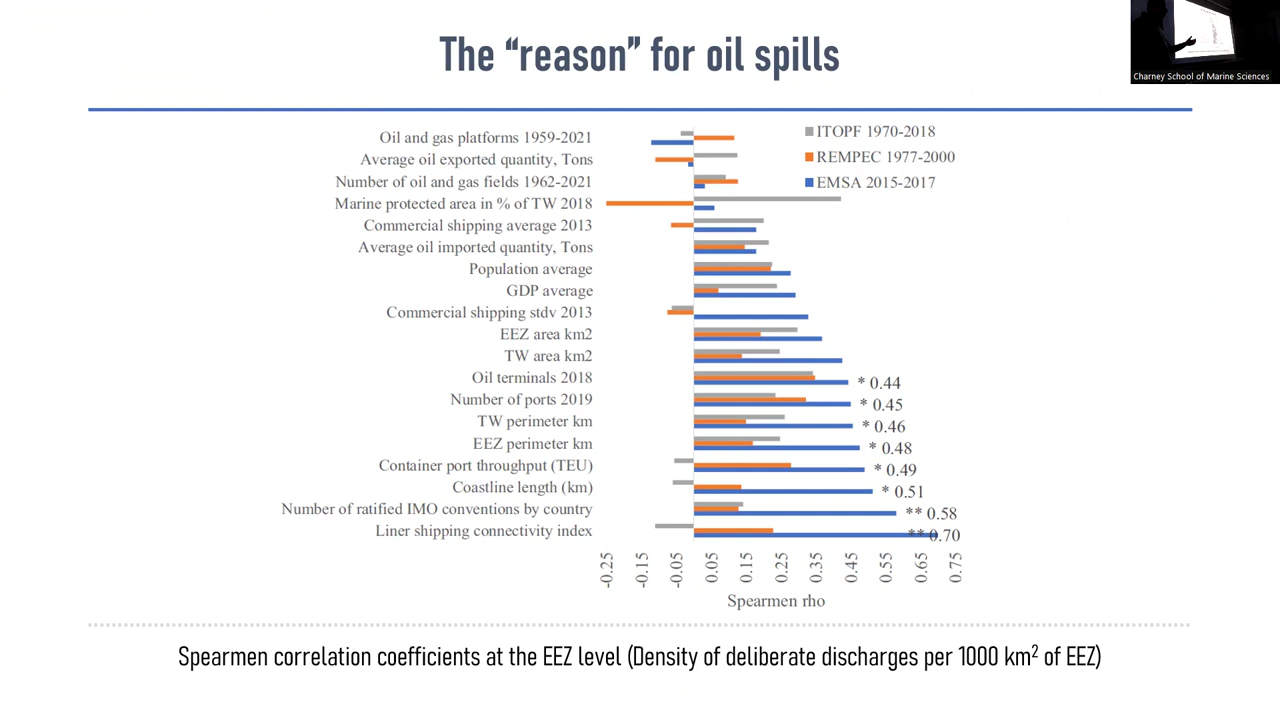 The “reason” for oil spills
Charney School of Marine Sciences
ITOPF 1970-2018
REMPEC 1977-2000
EMSA 2015-2017
Oil and gas platforms 1959-2021
Average oil exported quantity, Tons
Number of oil and gas fields 1962-2021
Marine protected area in % of TW 2018
Commercial shipping average 2013
Average oil imported quantity, Tons
Population average
GDP average
Commercial shipping stdv 2013
EEZ area km2
TW area km2
Oil terminals 2018 * 0.44
Number of ports 2019 * 0.45
TW perimeter km * 0.46
EEZ perimeter km * 0.48
Container port throughput (TEU) * 0.49
Coastline length (km) * 0.51
Number of ratified IMO conventions by country ** 0.58
Liner shipping connectivity index ** 0.70
-0.25 -0.15 -0.05 0.05 0.15 0.25 0.35 0.45 0.55 0.65 0.75
Spearmen rho
Spearmen correlation coefficients at the EEZ level (Density of deliberate discharges per 1000 km² of EEZ)